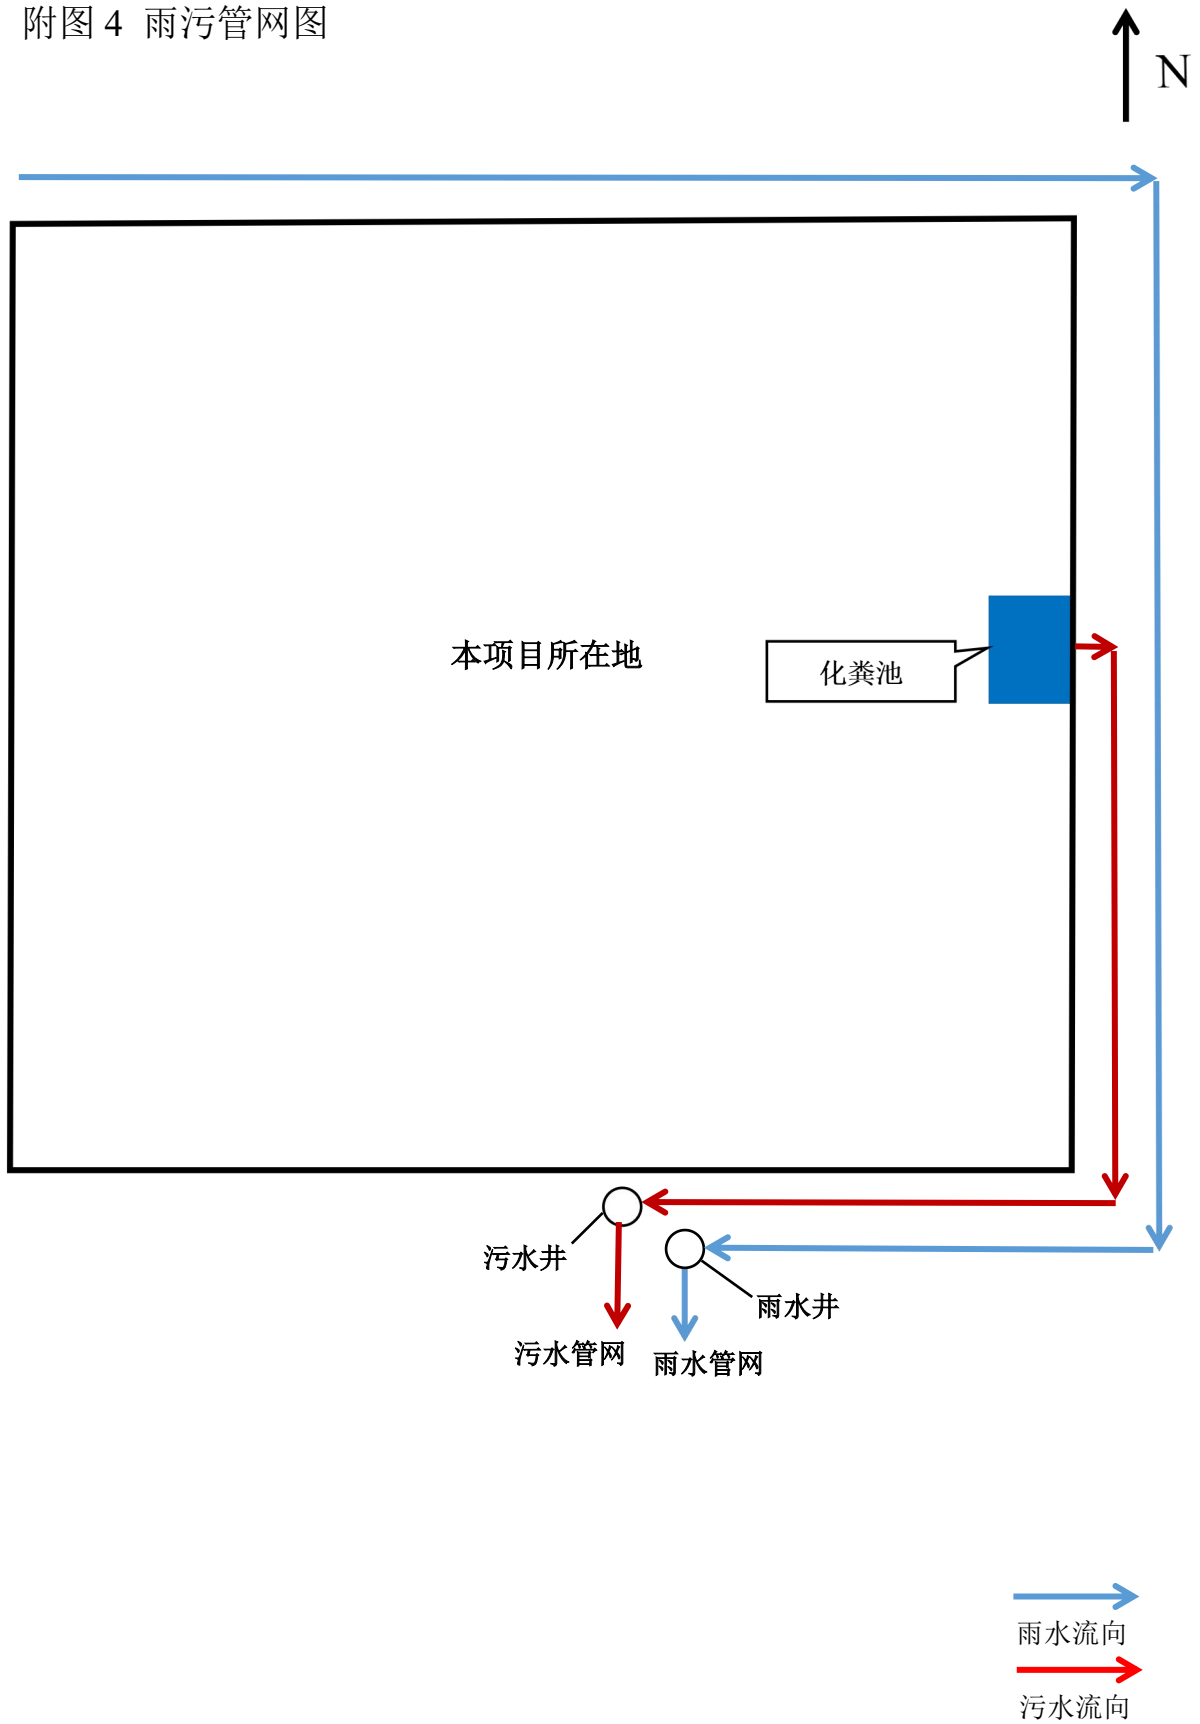 附图 4 雨污管网图
N
本项目所在地
化粪池
污水井
雨水井
污水管网
雨水管网
雨水流向
污水流向